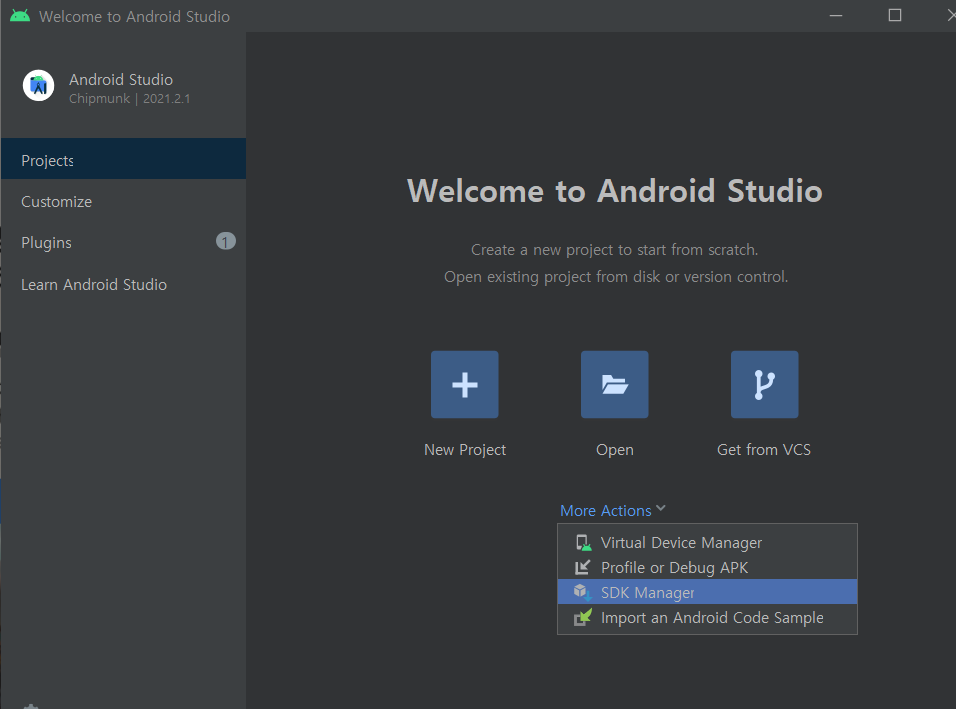 Welcome to Android Studio
Android Studio
Chipmunk | 2021.2.1
Projects
Customize
Plugins
1
Learn Android Studio
Welcome to Android Studio
Create a new project to start from scratch.
Open existing project from disk or version control.
New Project
Open
Get from VCS
More Actions
Virtual Device Manager
Profile or Debug APK
SDK Manager
Import an Android Code Sample